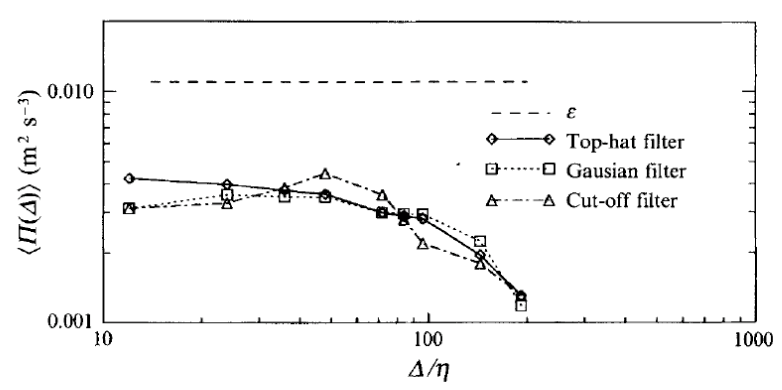 0.010
⟨Π(Δ)⟩ (m² s⁻³)
ε
Top-hat filter
Gausian filter
Cut-off filter
0.001
10
100
1000
Δ/η